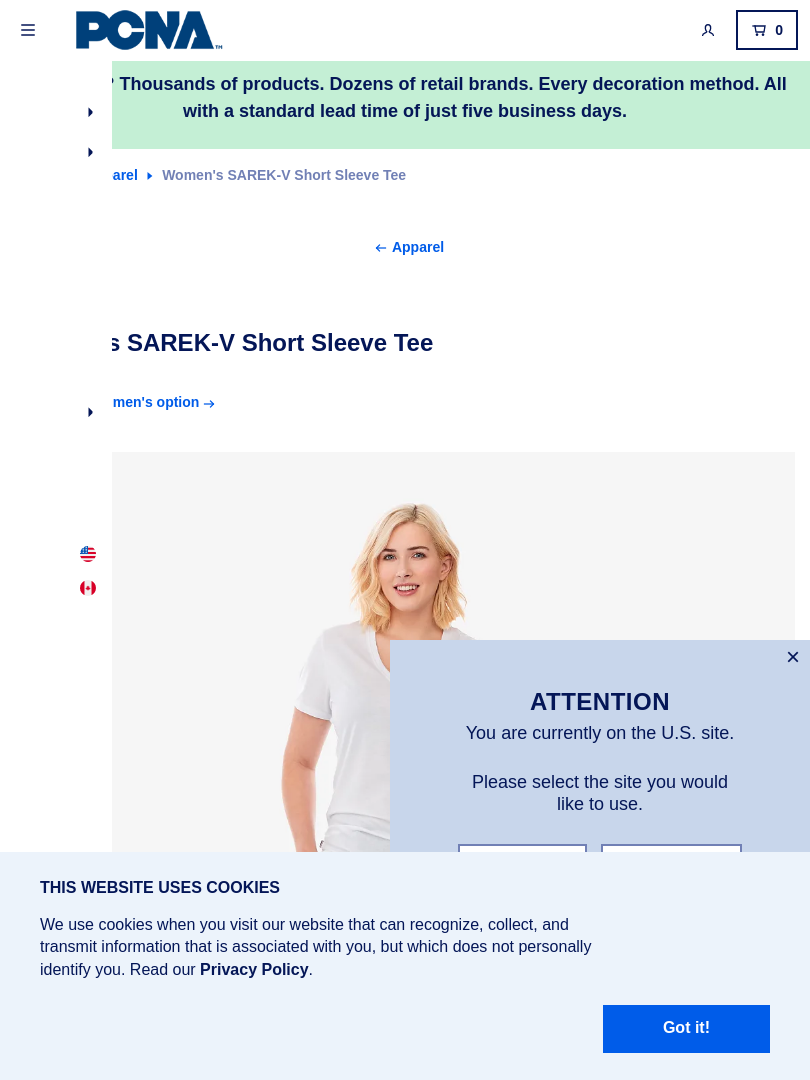 PCNA™
0
? Thousands of products. Dozens of retail brands. Every decoration method. All
with a standard lead time of just five business days.
arel Women's SAREK-V Short Sleeve Tee
Apparel
s SAREK-V Short Sleeve Tee
men's option
ATTENTION
You are currently on the U.S. site.
Please select the site you would
like to use.
THIS WEBSITE USES COOKIES
We use cookies when you visit our website that can recognize, collect, and
transmit information that is associated with you, but which does not personally
identify you. Read our Privacy Policy.
Got it!